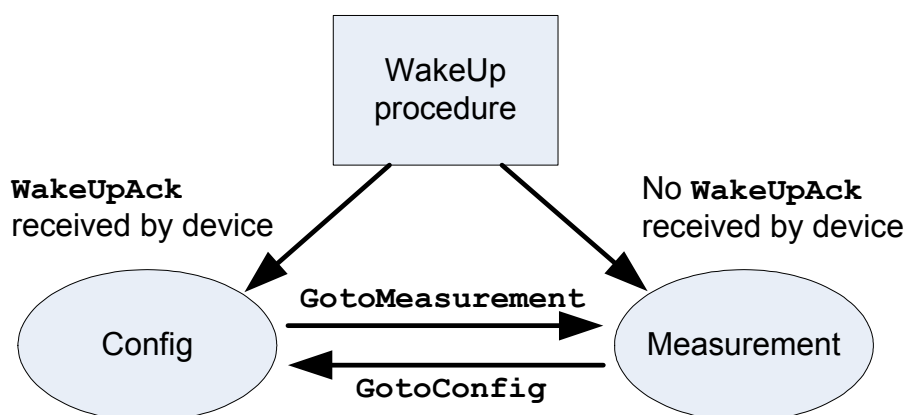 WakeUp
procedure
WakeUpAck
received by device
No WakeUpAck
received by device
GotoMeasurement
Config
Measurement
GotoConfig